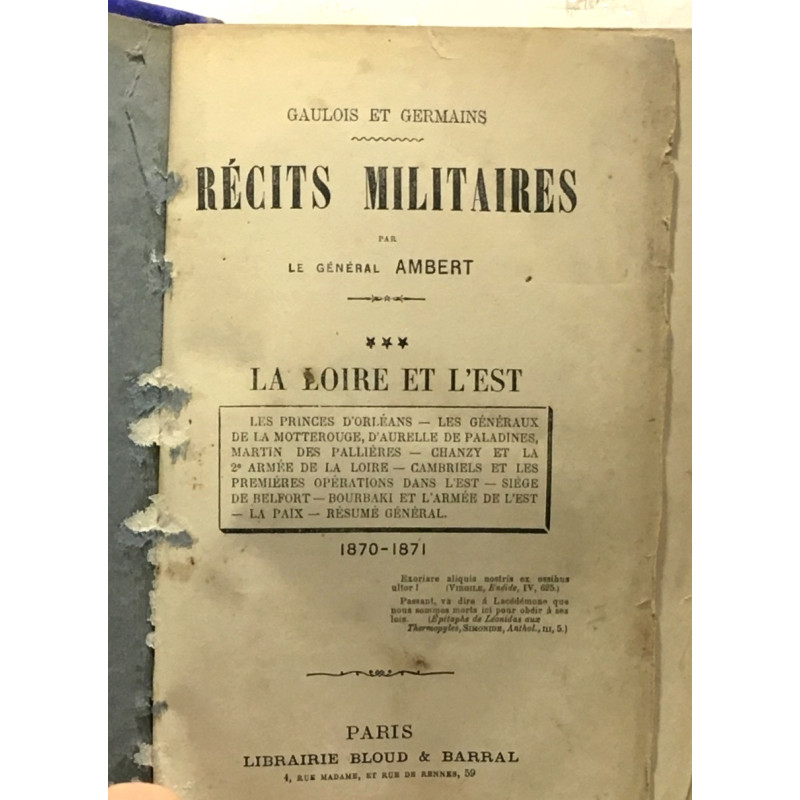 GAULOIS ET GERMAINS
RÉCITS MILITAIRES
PAR
LE GÉNÉRAL AMBERT
LA LOIRE ET L'EST
LES PRINCES D'ORLÉANS — LES GÉNÉRAUX
DE LA MOTTEROUGE, D'AURELLE DE PALADINES,
MARTIN DES PALLIÈRES — CHANZY ET LA
2e ARMÉE DE LA LOIRE — CAMBRIELS ET LES
PREMIÈRES OPÉRATIONS DANS L'EST — SIÉGE
DE BELFORT — BOURBAKI ET L'ARMÉE DE L'EST
— LA PAIX — RÉSUMÉ GÉNÉRAL.
1870-1871
Exoriare aliquis nostris ex ossibus
ultor ! (VIRGILE, Enéide, IV, 625.)
Passant, va dire à Lacédémone que
nous sommes morts ici pour obéir à ses
lois. (Épitaphe de Léonidas aux
Thermopyles, SIMONIDE, Anthol., III, 5.)
PARIS
LIBRAIRIE BLOUD & BARRAL
4, RUE MADAME, ET RUE DE RENNES, 59